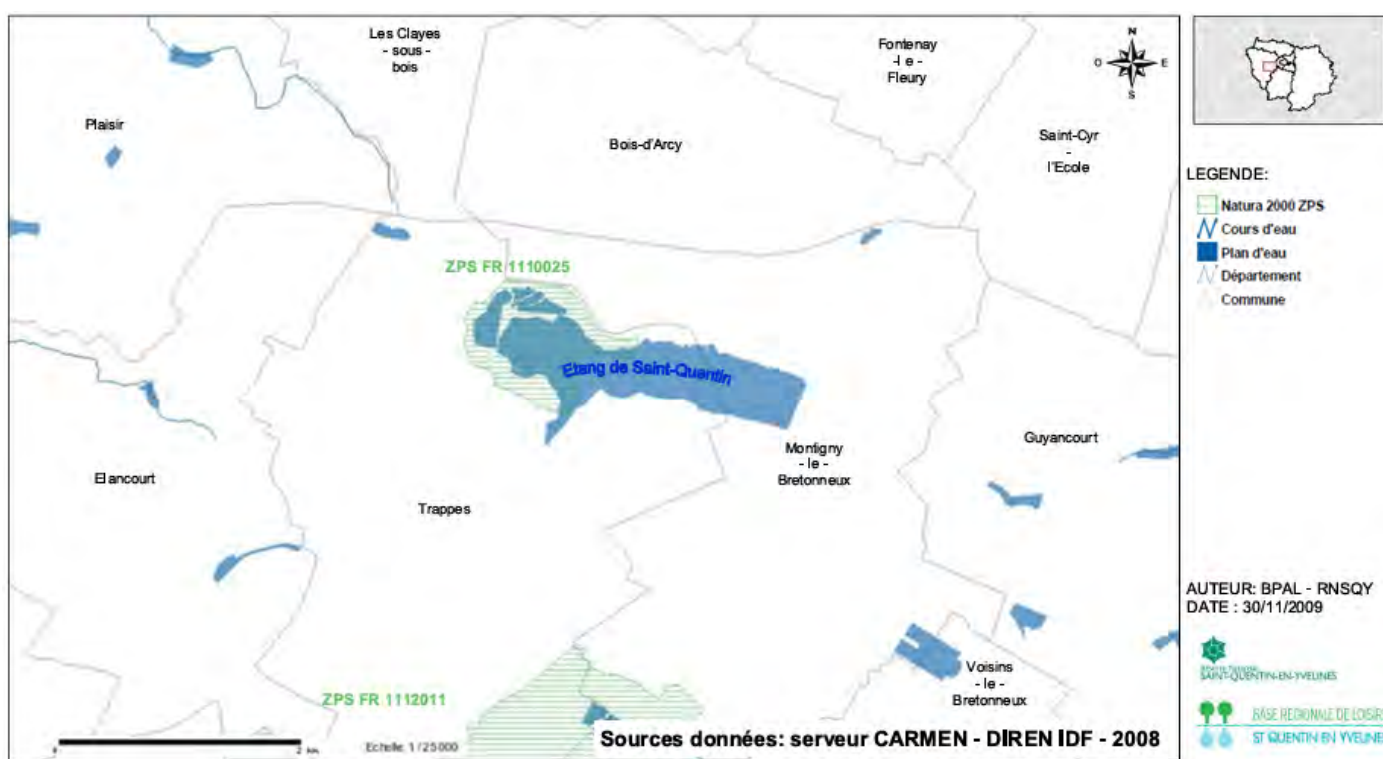 Les Clayes
- sous -
bois
Fontenay
-l e -
Fleury
N
O
E
S
Plaisir
Bois-d'Arcy
Saint-Cyr
-
l'Ecole
ZPS FR 1110025
Etang de Saint-Quentin
Elancourt
Trappes
Montigny
- le -
Bretonneux
Guyancourt
Voisins
- le -
Bretonneux
ZPS FR 1112011
Echelle: 1 / 25 000
Sources données: serveur CARMEN - DIREN IDF - 2008
LEGENDE:
Natura 2000 ZPS
Cours d'eau
Plan d'eau
Département
Commune
AUTEUR: BPAL - RNSQY
DATE : 30/11/2009
SAINT-QUENTIN-EN-YVELINES
BASE REGIONALE DE LOISIRS
ST QUENTIN EN YVELINES